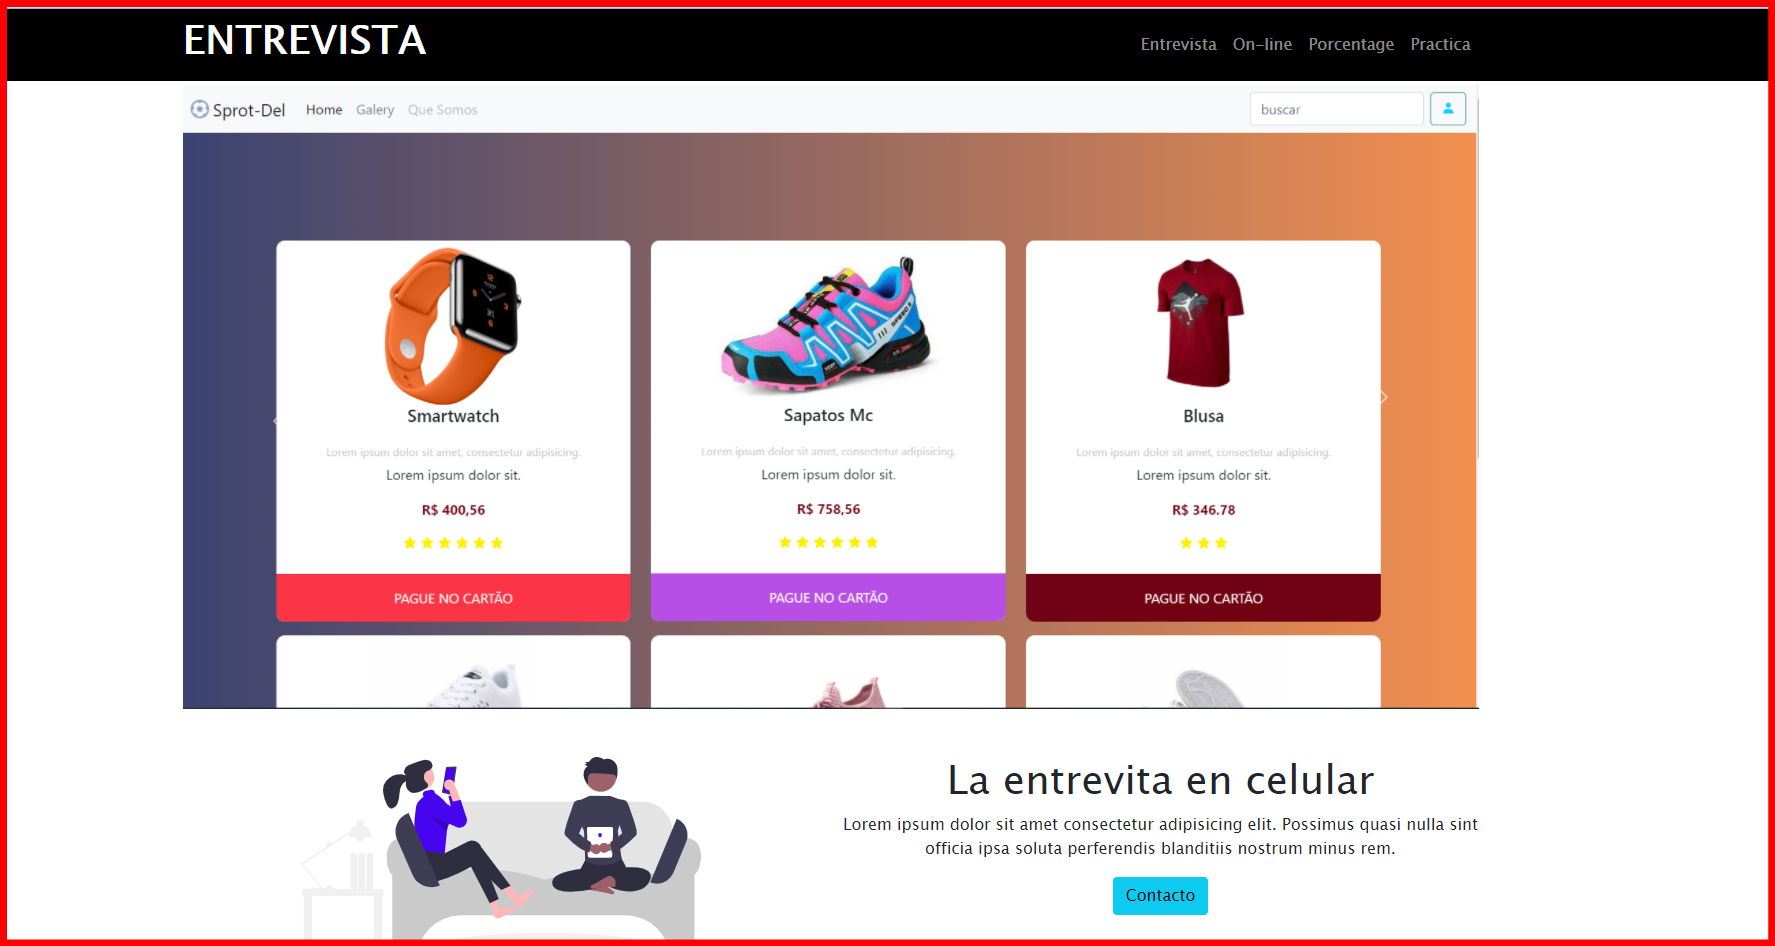 ENTREVISTA
Entrevista On-line Porcentage Practica
Sprot-Del Home Galery Que Somos buscar
Smartwatch
Lorem ipsum dolor sit amet, consectetur adipisicing.
Lorem ipsum dolor sit.
R$ 400,56
PAGUE NO CARTÃO
Sapatos Mc
Lorem ipsum dolor sit amet, consectetur adipisicing.
Lorem ipsum dolor sit.
R$ 758,56
PAGUE NO CARTÃO
Blusa
Lorem ipsum dolor sit amet, consectetur adipisicing.
Lorem ipsum dolor sit.
R$ 346.78
PAGUE NO CARTÃO
La entrevita en celular
Lorem ipsum dolor sit amet consectetur adipisicing elit. Possimus quasi nulla sint
officia ipsa soluta perferendis blanditiis nostrum minus rem.
Contacto